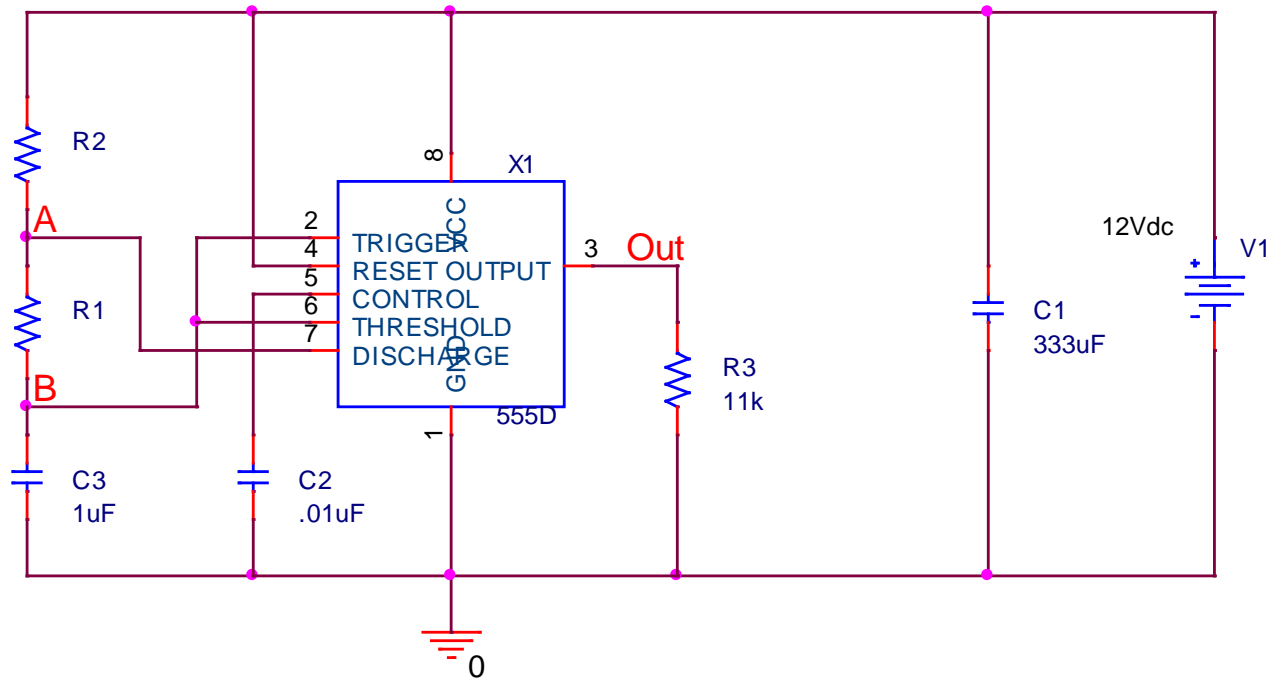 R2
A
R1
B
C3
1uF
C2
.01uF
X1
8
VCC
2
TRIGGER
4
RESET
OUTPUT
5
CONTROL
6
THRESHOLD
7
DISCHARGE
GND
1
555D
3
Out
R3
11k
C1
333uF
12Vdc
+
-
V1
0